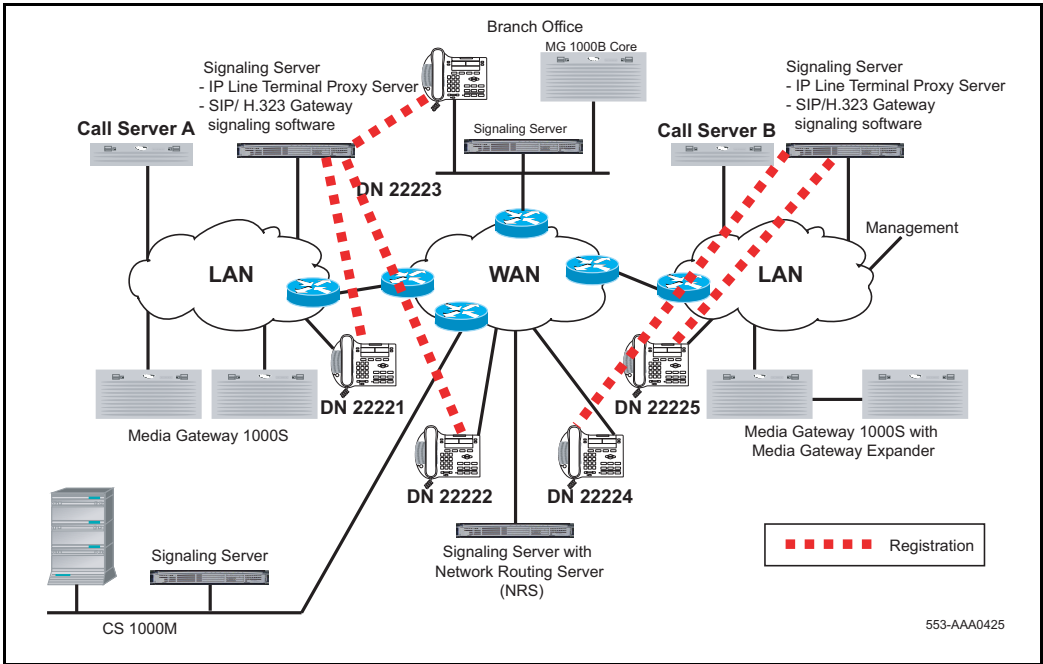 Branch Office
MG 1000B Core
Signaling Server
- IP Line Terminal Proxy Server
- SIP/ H.323 Gateway
signaling software
Signaling Server
- IP Line Terminal Proxy Server
- SIP/H.323 Gateway
signaling software
Call Server A
Signaling Server
Call Server B
DN 22223
Management
LAN
WAN
LAN
DN 22221
DN 22225
Media Gateway 1000S
Media Gateway 1000S with
Media Gateway Expander
DN 22222
DN 22224
Signaling Server
Signaling Server with
Network Routing Server
(NRS)
Registration
CS 1000M
553-AAA0425